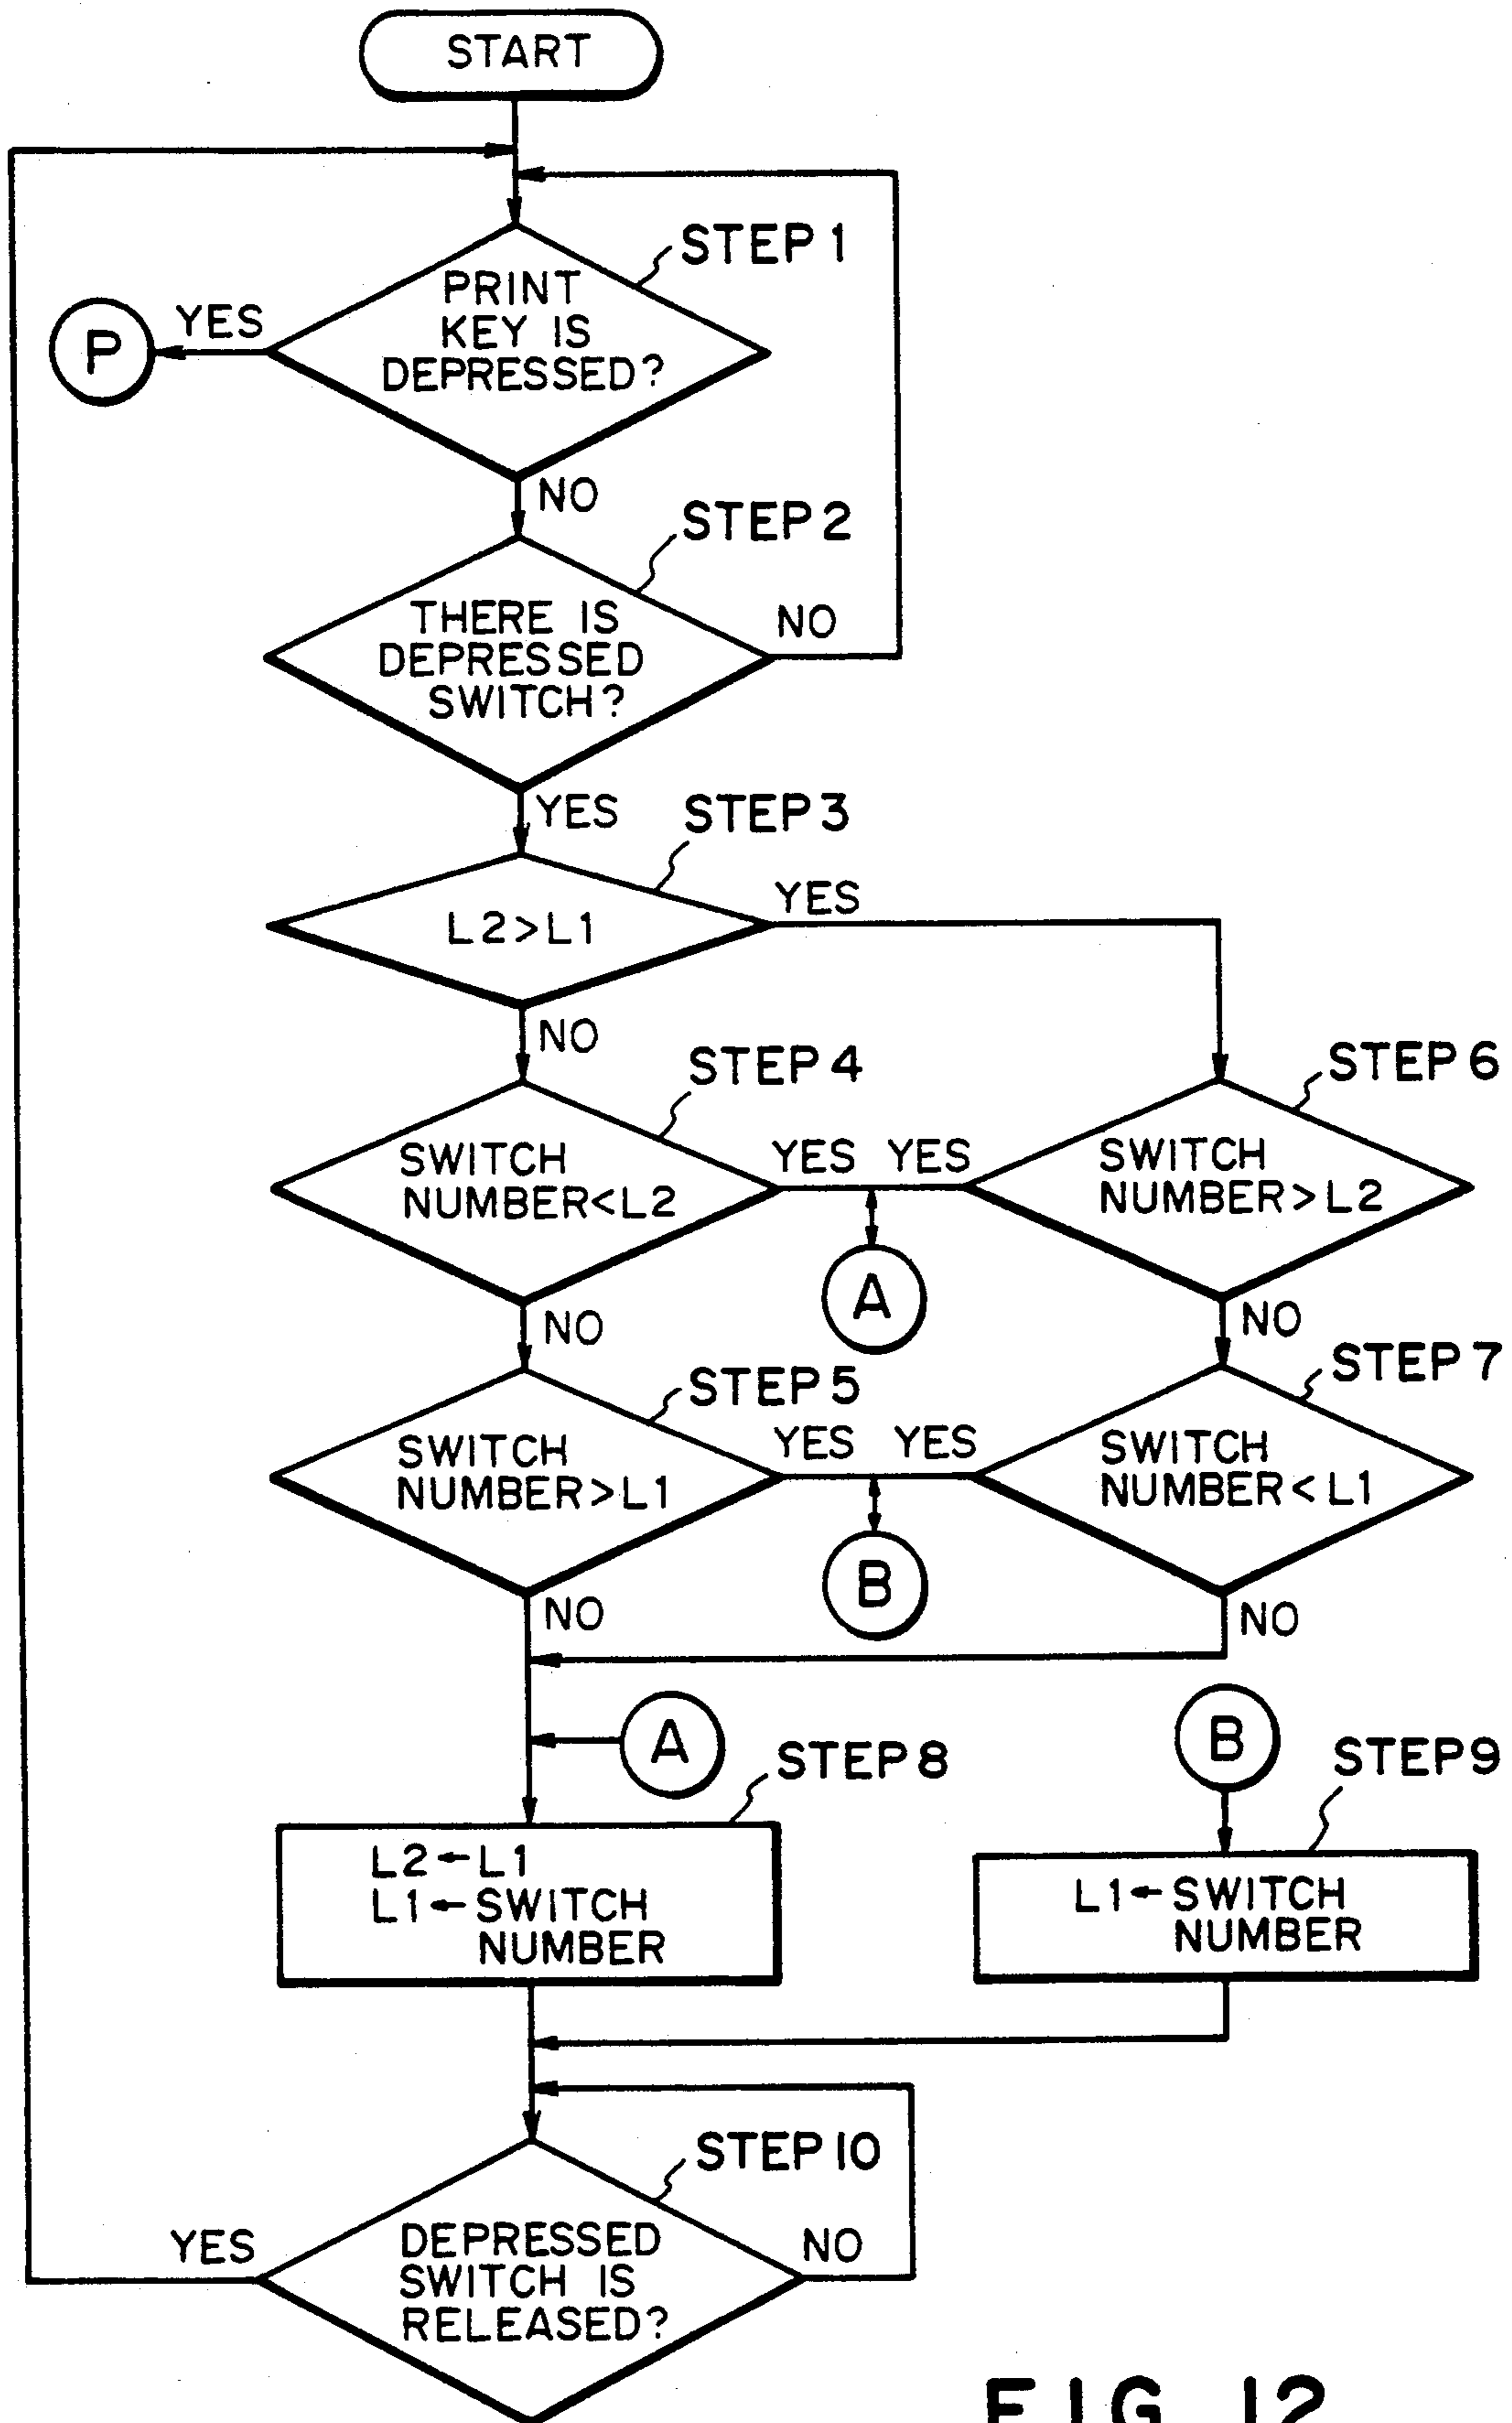 START
STEP 1
PRINT
KEY IS
DEPRESSED?
YES
P
NO
STEP 2
THERE IS
DEPRESSED
SWITCH?
NO
YES
STEP 3
L2>L1
YES
NO
STEP 4
SWITCH
NUMBER<L2
YES
YES
STEP 6
SWITCH
NUMBER>L2
A
NO
NO
STEP 5
SWITCH
NUMBER>L1
YES
YES
STEP 7
SWITCH
NUMBER<L1
B
NO
NO
A
B
STEP 8
L2←L1
L1←SWITCH
NUMBER
STEP 9
L1←SWITCH
NUMBER
STEP 10
DEPRESSED
SWITCH IS
RELEASED?
YES
NO
FIG. 12